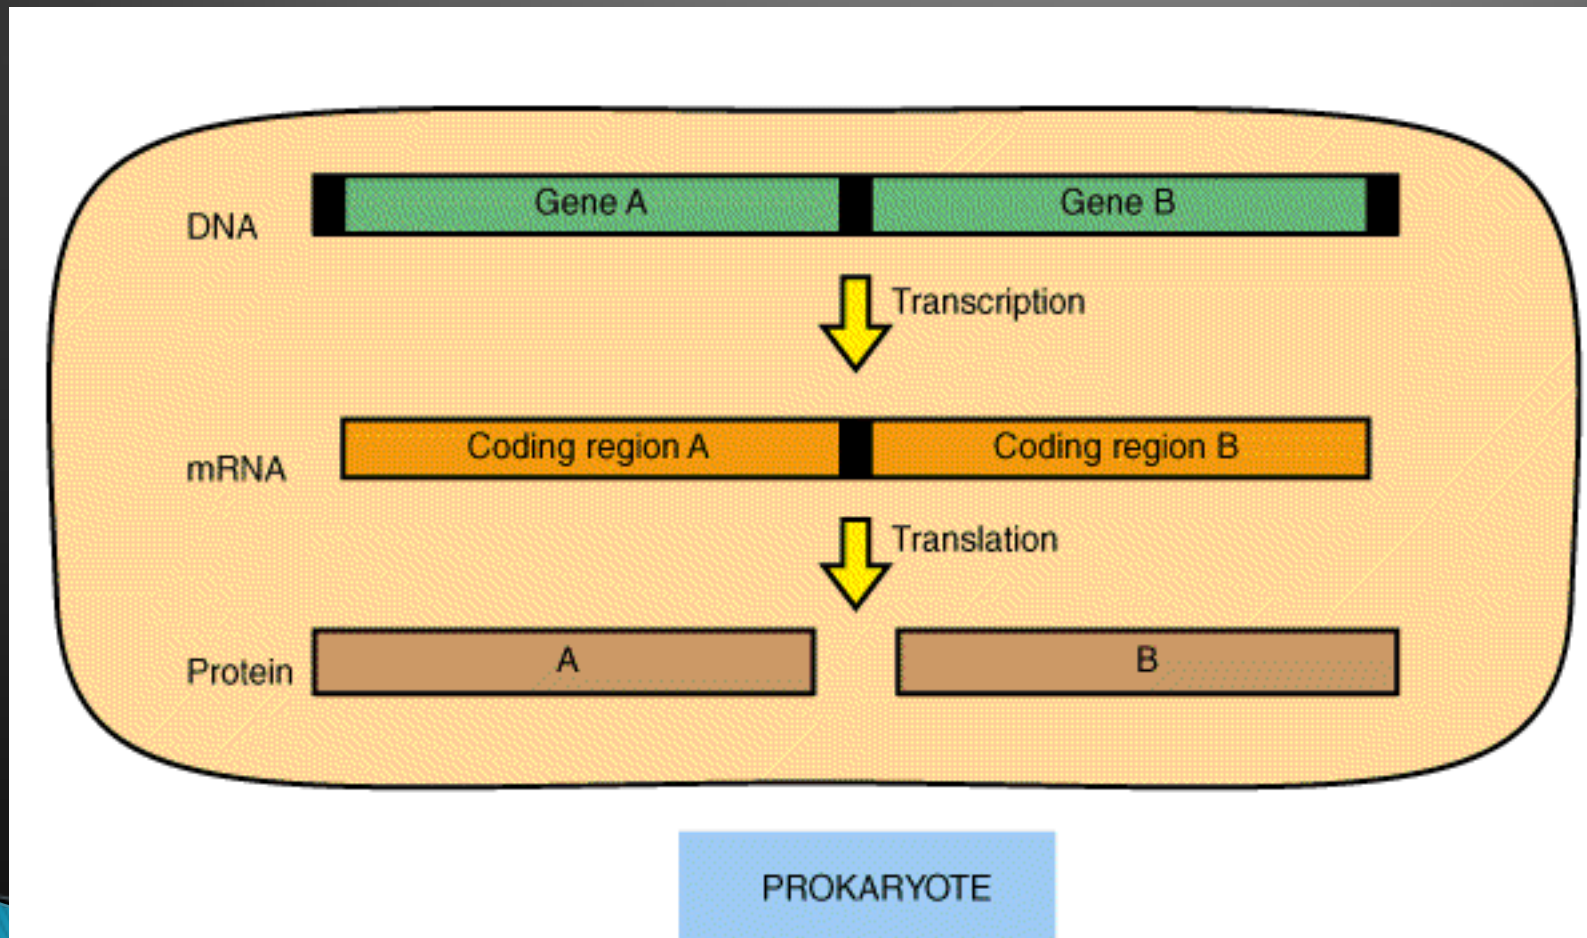 DNA
Gene A
Gene B
Transcription
mRNA
Coding region A
Coding region B
Translation
Protein
A
B
PROKARYOTE